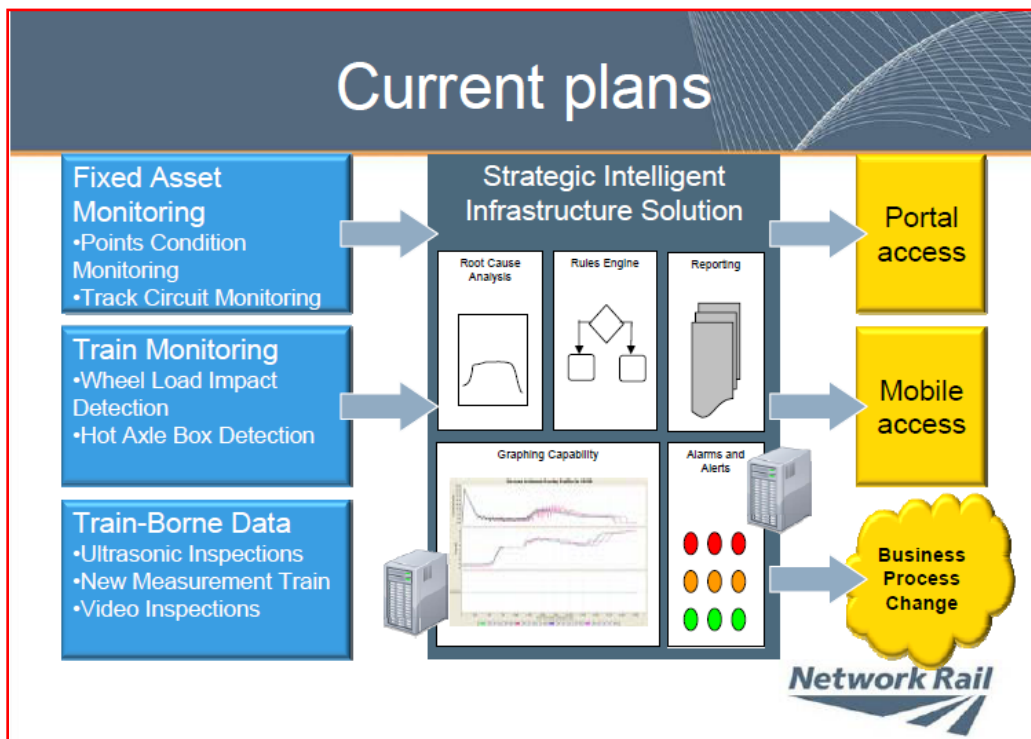 Current plans
Fixed Asset
Monitoring
•Points Condition
Monitoring
•Track Circuit Monitoring
Train Monitoring
•Wheel Load Impact
Detection
•Hot Axle Box Detection
Train-Borne Data
•Ultrasonic Inspections
•New Measurement Train
•Video Inspections
Strategic Intelligent
Infrastructure Solution
Root Cause
Analysis
Rules Engine
Reporting
Graphing Capability
Alarms and
Alerts
Portal
access
Mobile
access
Business
Process
Change
Network Rail